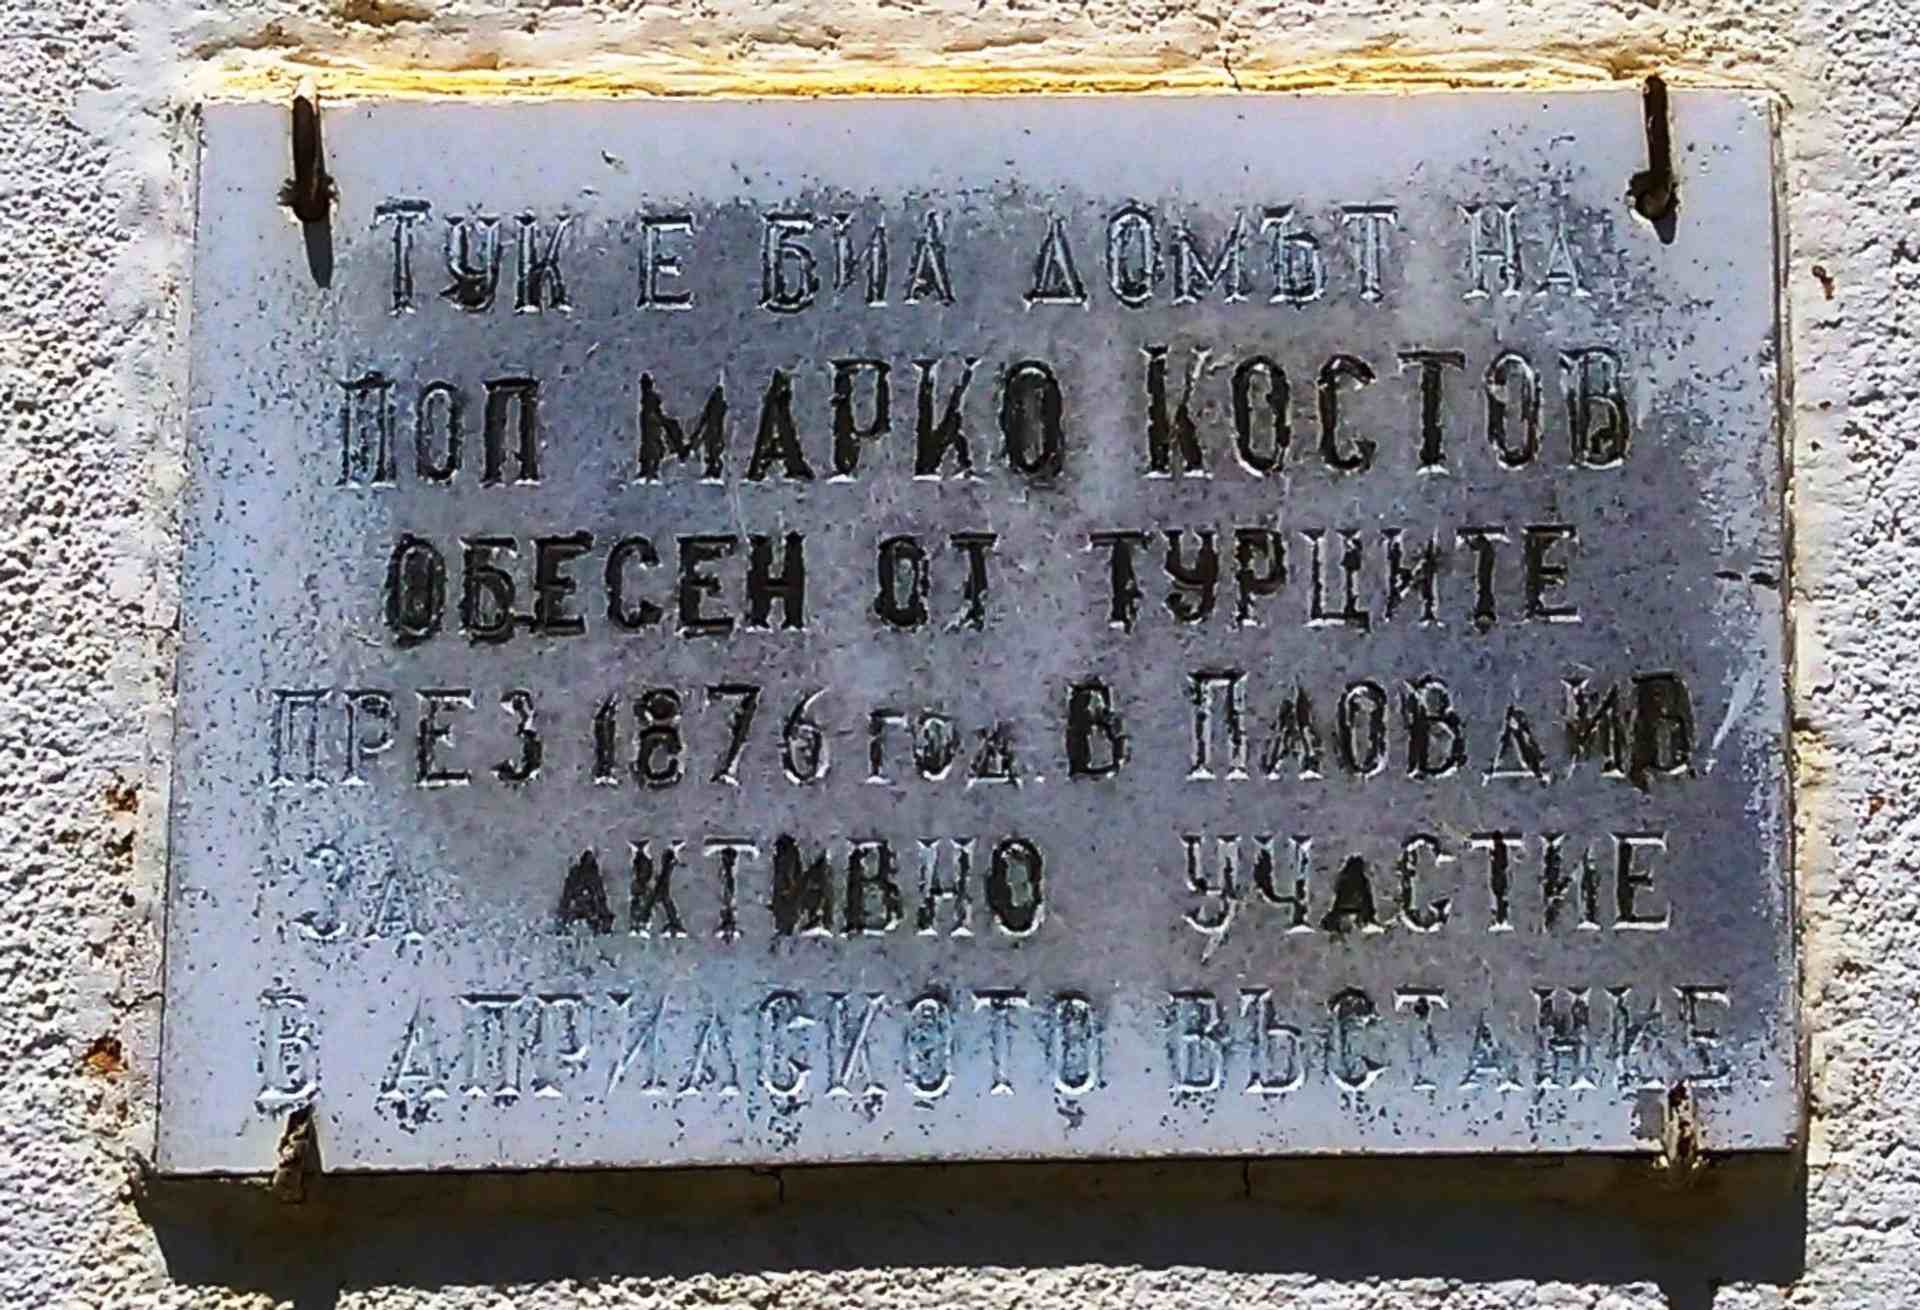 ТУК Е БИЛ ДОМЪТ НА
ПОП МАРКО КОСТОВ
ОБЕСЕН ОТ ТУРЦИТЕ
ПРЕЗ 1876 год. В ПЛОВДИВ
ЗА АКТИВНО УЧАСТИЕ
В АПРИЛСКОТО ВЪСТАНИЕ.